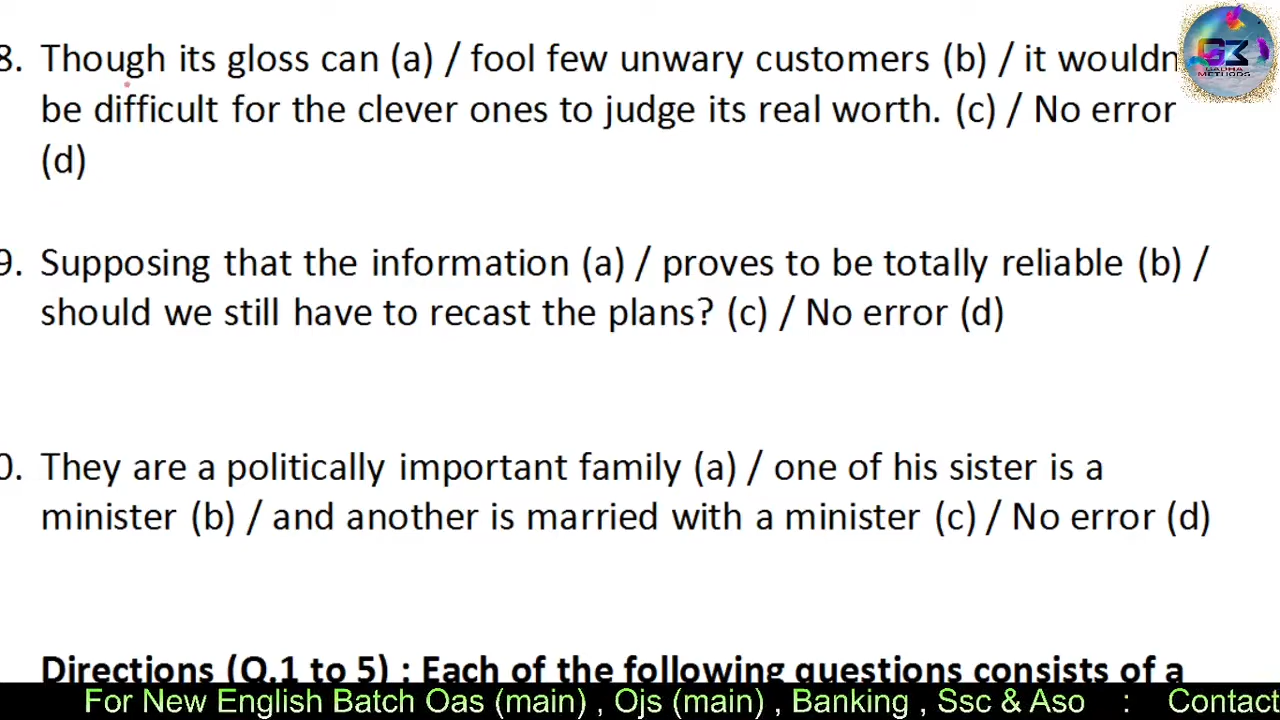 8. Though its gloss can (a) / fool few unwary customers (b) / it wouldn
be difficult for the clever ones to judge its real worth. (c) / No error
(d)
9. Supposing that the information (a) / proves to be totally reliable (b) /
should we still have to recast the plans? (c) / No error (d)
0. They are a politically important family (a) / one of his sister is a
minister (b) / and another is married with a minister (c) / No error (d)
Directions (Q.1 to 5) : Each of the following questions consists of a
For New English Batch Oas (main) , Ojs (main) , Banking , Ssc & Aso : Contact
METHODS